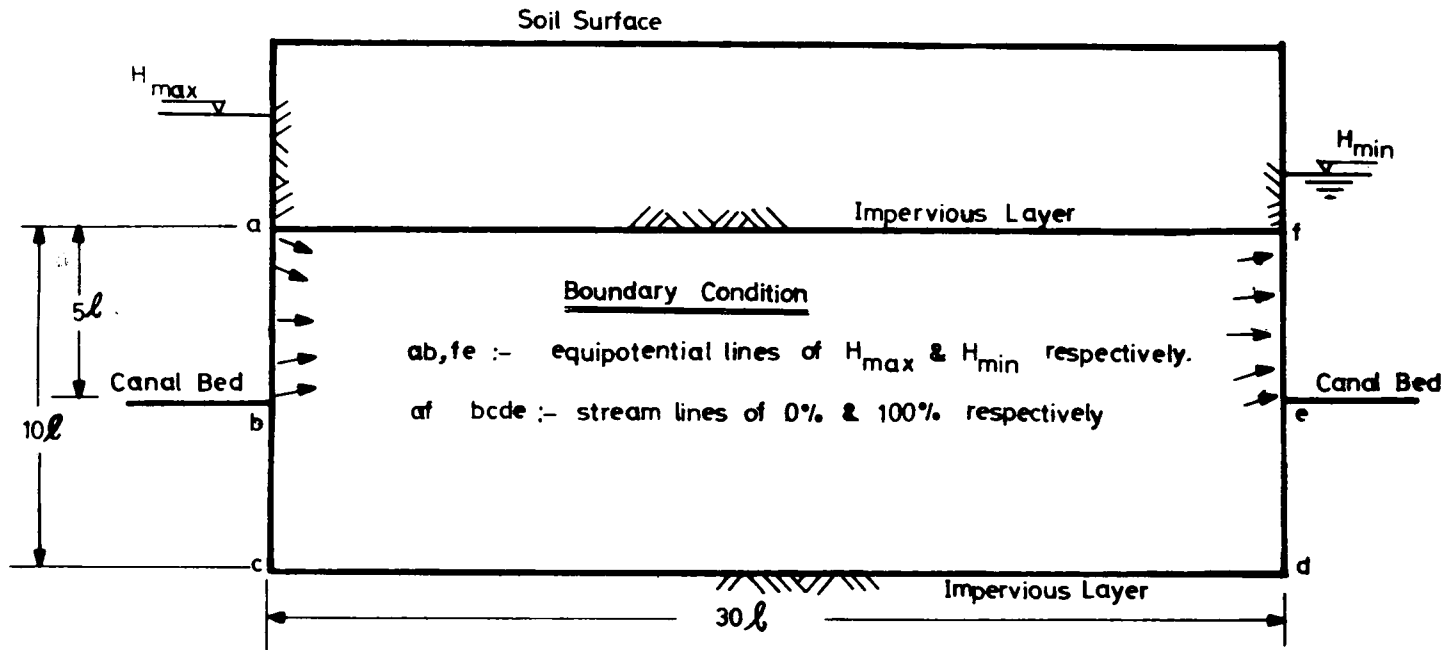 Soil Surface
H max
H min
a
Impervious Layer
f
5ℓ
Boundary Condition
ab, fe :- equipotential lines of H max & H min respectively.
Canal Bed
Canal Bed
af bcde :- stream lines of 0% & 100% respectively
b
e
10ℓ
c
d
Impervious Layer
30ℓ